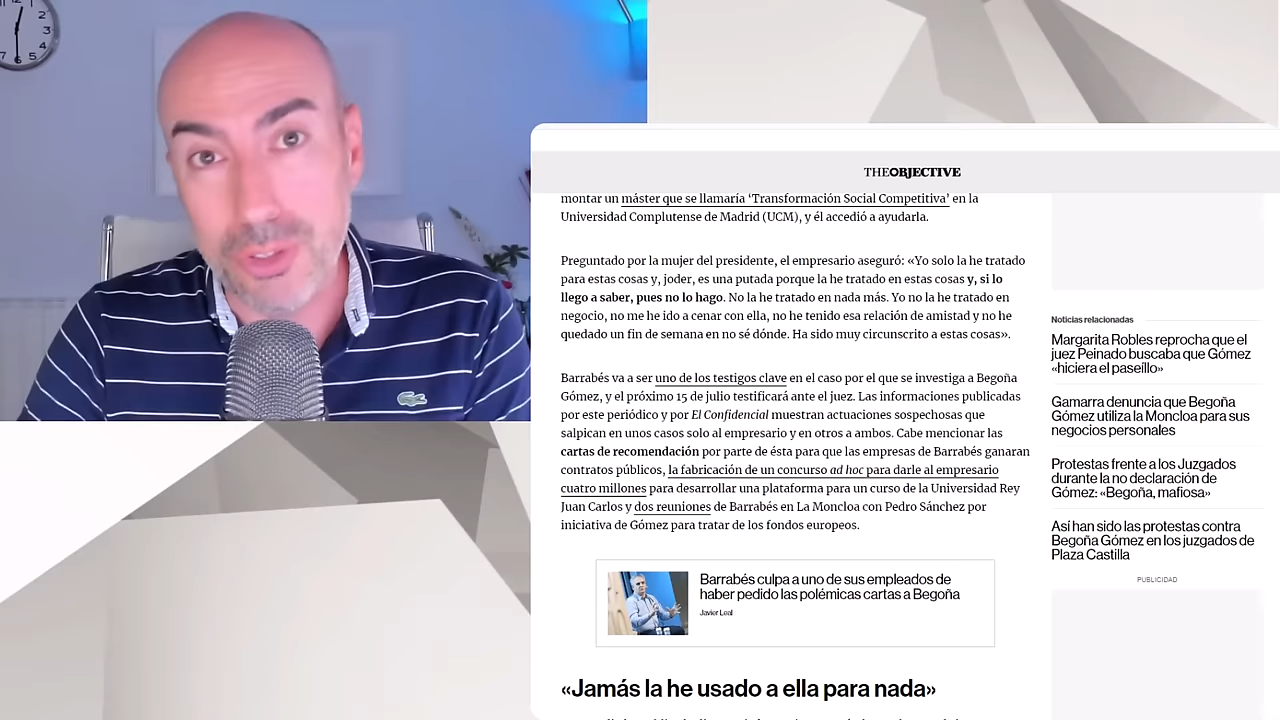 12
2
3
4
5
6
7
THE OBJECTIVE
montar un máster que se llamaría ‘Transformación Social Competitiva’ en la
Universidad Complutense de Madrid (UCM), y él accedió a ayudarla.
Preguntado por la mujer del presidente, el empresario aseguró: «Yo solo la he tratado
para estas cosas y, joder, es una putada porque la he tratado en estas cosas y, si lo
llego a saber, pues no lo hago. No la he tratado en nada más. Yo no la he tratado en
negocio, no me he ido a cenar con ella, no he tenido esa relación de amistad y no he
quedado un fin de semana en no sé dónde. Ha sido muy circunscrito a estas cosas».
Barrabés va a ser uno de los testigos clave en el caso por el que se investiga a Begoña
Gómez, y el próximo 15 de julio testificará ante el juez. Las informaciones publicadas
por este periódico y por El Confidencial muestran actuaciones sospechosas que
salpican en unos casos solo al empresario y en otros a ambos. Cabe mencionar las
cartas de recomendación por parte de ésta para que las empresas de Barrabés ganaran
contratos públicos, la fabricación de un concurso ad hoc para darle al empresario
cuatro millones para desarrollar una plataforma para un curso de la Universidad Rey
Juan Carlos y dos reuniones de Barrabés en La Moncloa con Pedro Sánchez por
iniciativa de Gómez para tratar de los fondos europeos.
Barrabés culpa a uno de sus empleados de
haber pedido las polémicas cartas a Begoña
Javier Leal
«Jamás la he usado a ella para nada»
Noticias relacionadas
Margarita Robles reprocha que el
juez Peinado buscaba que Gómez
«hiciera el paseíllo»
Gamarra denuncia que Begoña
Gómez utiliza la Moncloa para sus
negocios personales
Protestas frente a los Juzgados
durante la no declaración de
Gómez: «Begoña, mafiosa»
Así han sido las protestas contra
Begoña Gómez en los juzgados de
Plaza Castilla
PUBLICIDAD